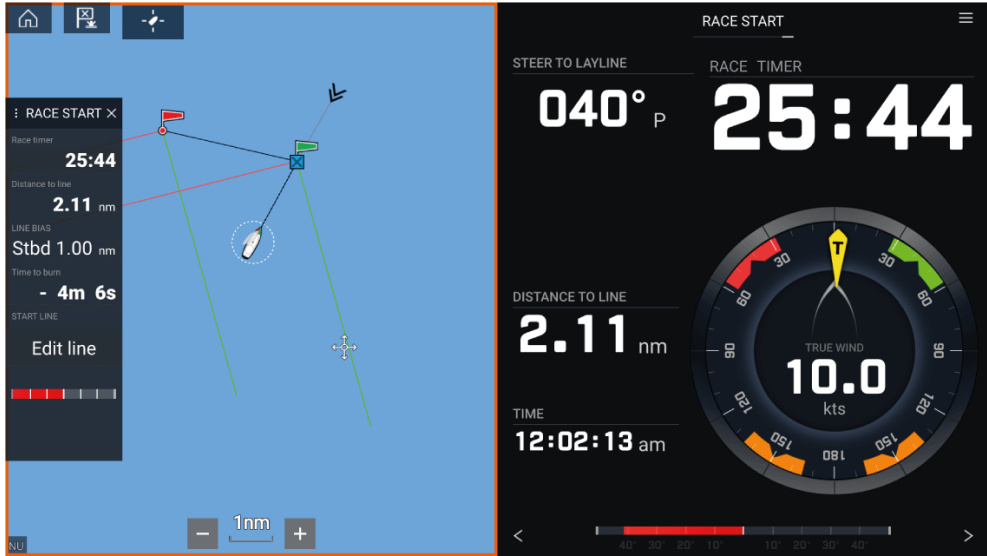 RACE START
Race timer
25:44
Distance to line
2.11 nm
LINE BIAS
Stbd 1.00 nm
Time to burn
- 4m 6s
START LINE
Edit line
1nm
NU
RACE START
STEER TO LAYLINE
040° P
RACE TIMER
25:44
DISTANCE TO LINE
2.11 nm
TIME
12:02:13 am
T
30 30
60 60
90 90
120 120
150 150
180
TRUE WIND
10.0
kts
40° 30° 20° 10° 10° 20° 30° 40°